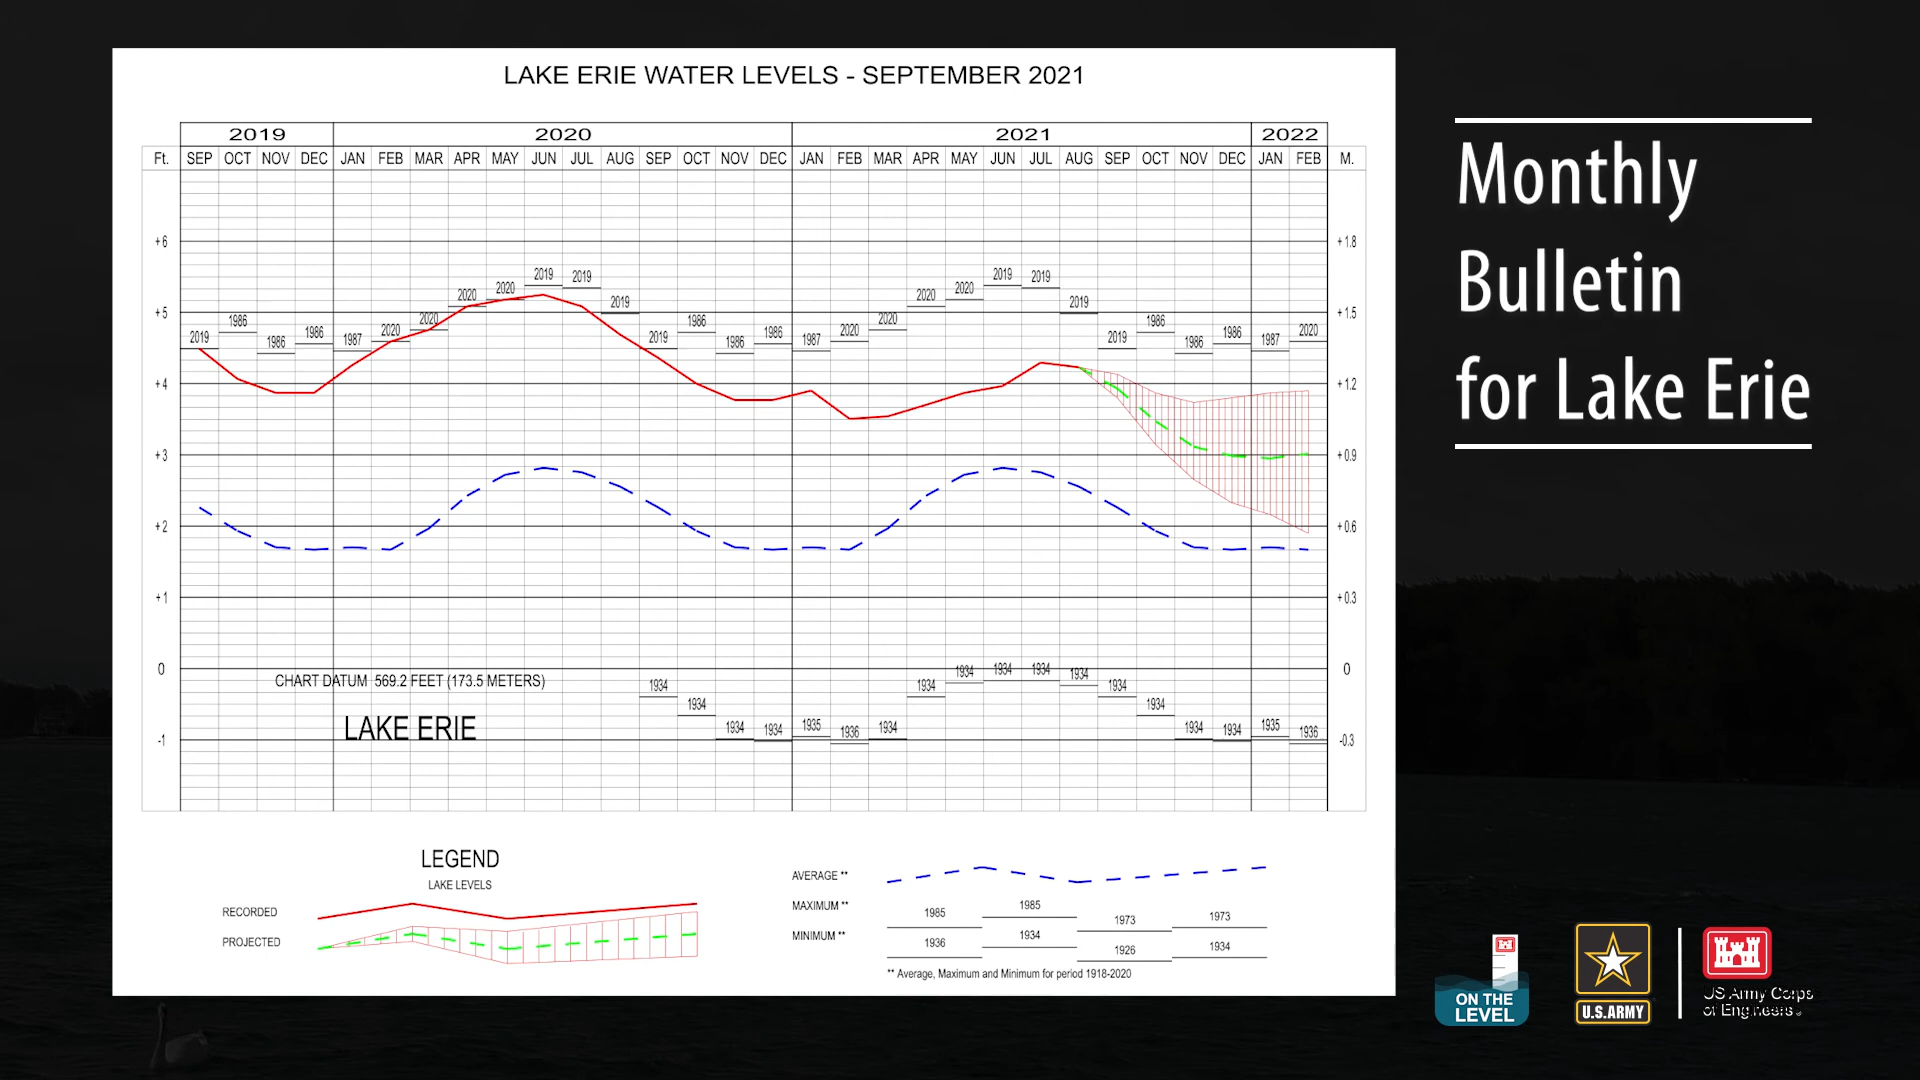 LAKE ERIE WATER LEVELS - SEPTEMBER 2021
2019 2020 2021 2022
Ft. SEP OCT NOV DEC JAN FEB MAR APR MAY JUN JUL AUG SEP OCT NOV DEC JAN FEB MAR APR MAY JUN JUL AUG SEP OCT NOV DEC JAN FEB M.
+6 +1.8
2019 2019 2019 2019
2020 2020 2019 2020 2020 2019
+5 +1.5
2019 1986 1986 1986 1987 2020 2020 2019 1986 1986 1986 1987 2020 2020 2019 1986 1986 1986 1987 2020
+4 +1.2
+3 +0.9
+2 +0.6
+1 +0.3
0 0
CHART DATUM 569.2 FEET (173.5 METERS)
1934 1934 1934 1934 1935 1936 1934 1934 1934 1934 1934 1934 1934 1934 1934 1934 1935 1936
LAKE ERIE
-1 -0.3
LEGEND
LAKE LEVELS
RECORDED
PROJECTED
AVERAGE **
MAXIMUM **
1985 1985 1973 1973
MINIMUM **
1936 1934 1926 1934
** Average, Maximum and Minimum for period 1918-2020
Monthly
Bulletin
for Lake Erie
ON THE
LEVEL
U.S.ARMY
US Army Corps
of Engineers®